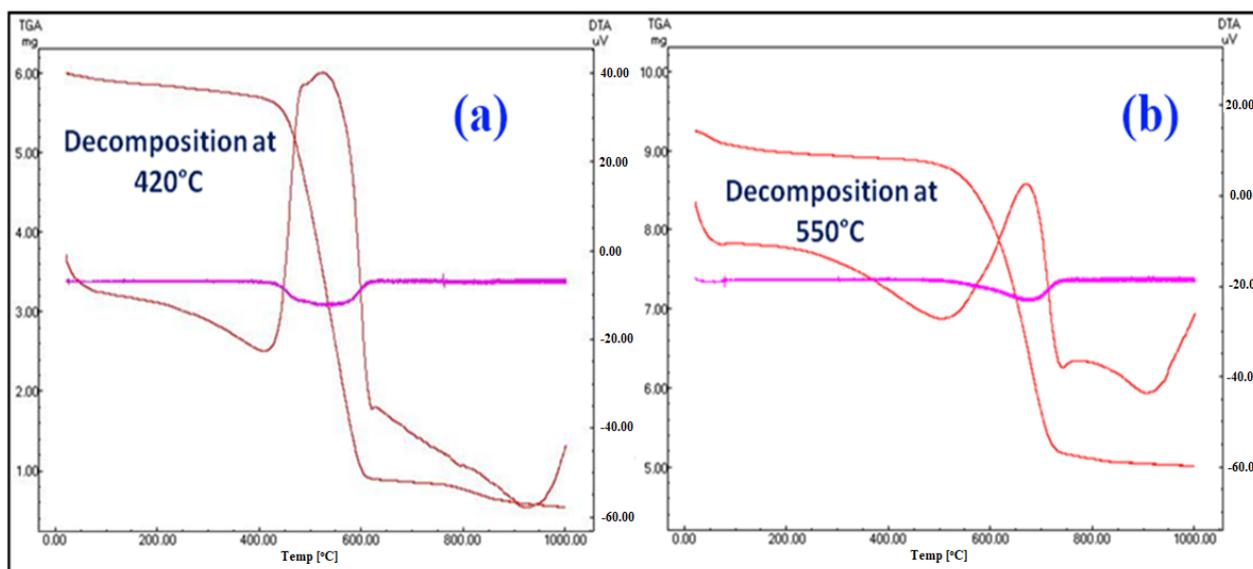 TGA
mg
DTA
uV
6.00
5.00
4.00
3.00
2.00
1.00
40.00
20.00
0.00
-20.00
-40.00
-60.00
(a)
Decomposition at
420°C
0.00 200.00 400.00 600.00 800.00 1000.00
Temp [°C]
TGA
mg
DTA
uV
10.00
9.00
8.00
7.00
6.00
5.00
20.00
0.00
-20.00
-40.00
-60.00
(b)
Decomposition at
550°C
0.00 200.00 400.00 600.00 800.00 1000.00
Temp [°C]